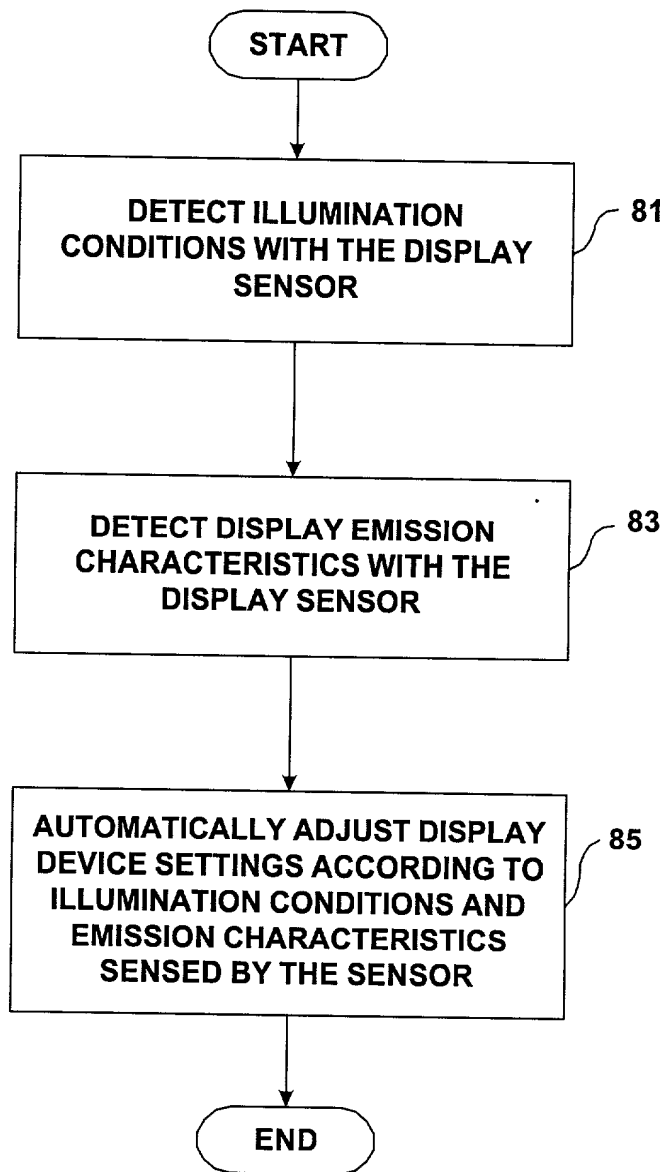 START
DETECT ILLUMINATION
CONDITIONS WITH THE DISPLAY
SENSOR
81
DETECT DISPLAY EMISSION
CHARACTERISTICS WITH THE
DISPLAY SENSOR
83
AUTOMATICALLY ADJUST DISPLAY
DEVICE SETTINGS ACCORDING TO
ILLUMINATION CONDITIONS AND
EMISSION CHARACTERISTICS
SENSED BY THE SENSOR
85
END